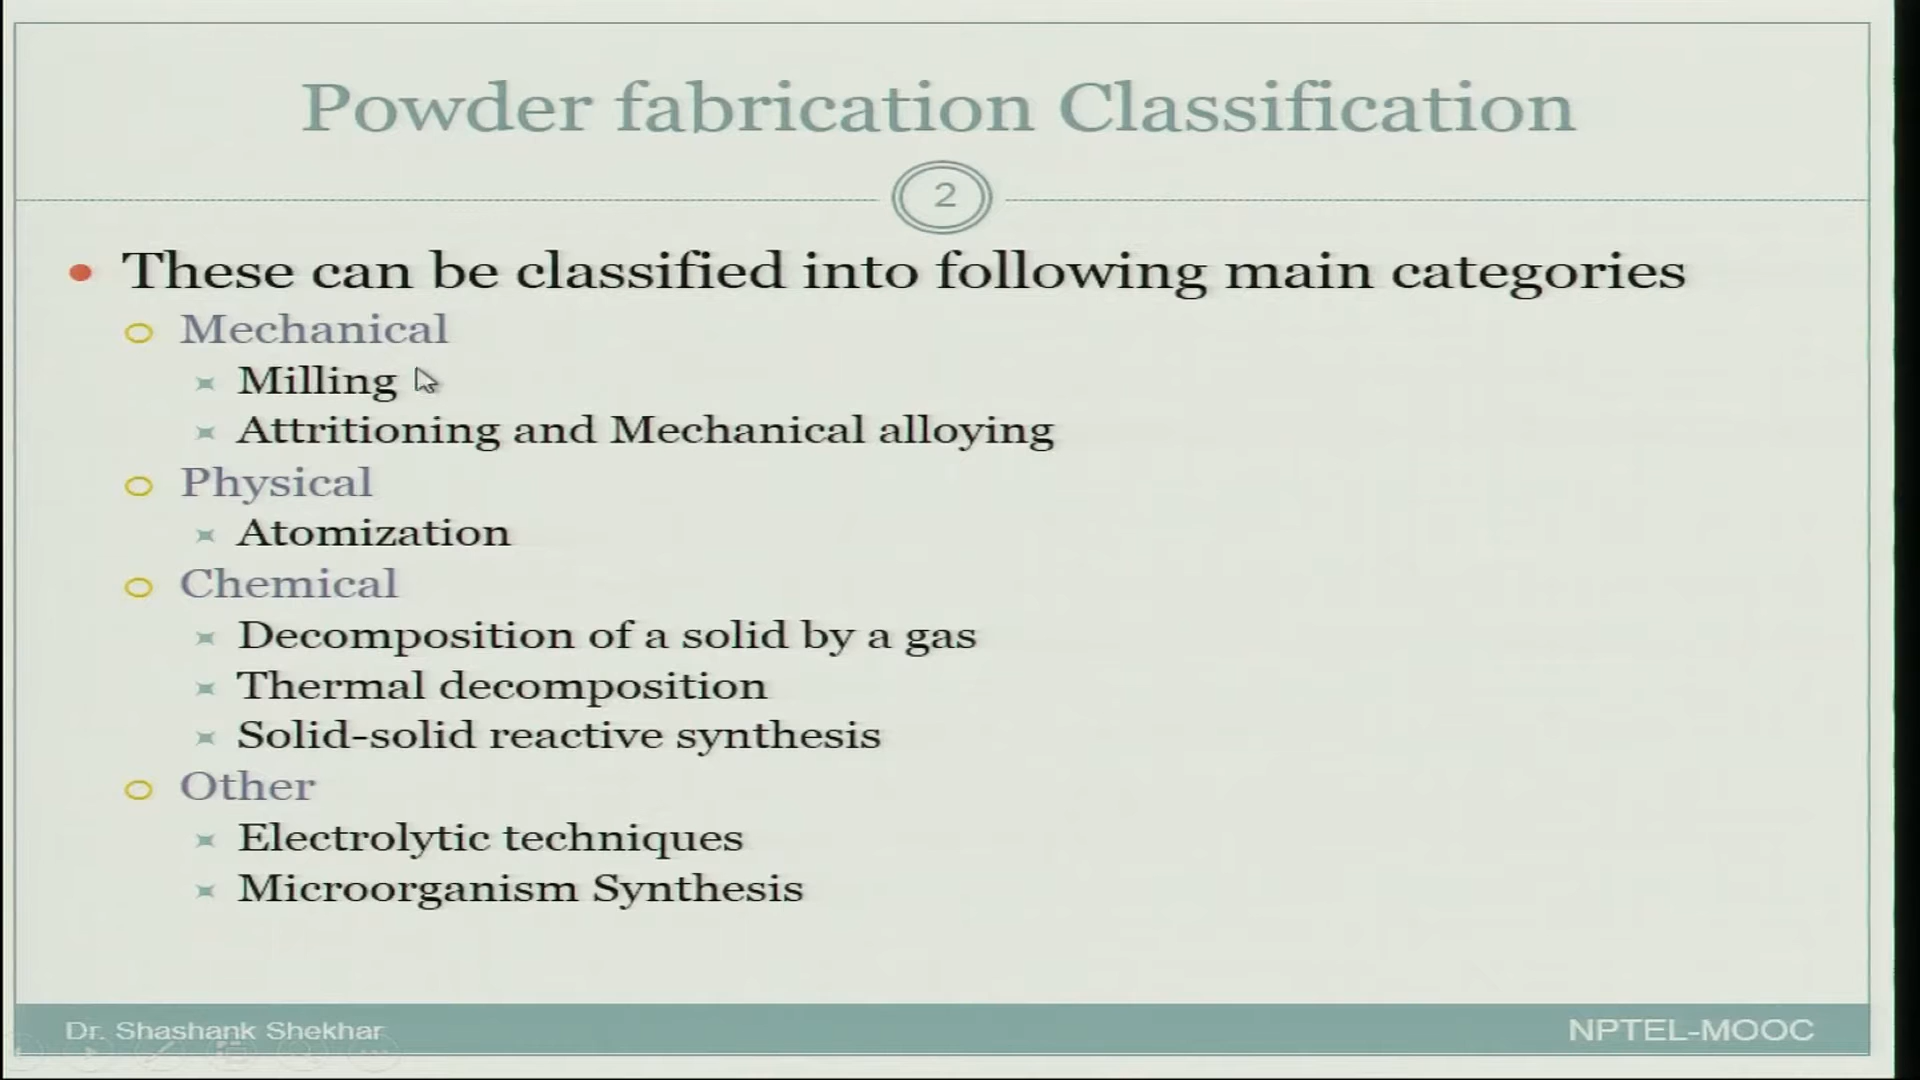 Powder fabrication Classification
2
These can be classified into following main categories
Mechanical
Milling
Attritioning and Mechanical alloying
Physical
Atomization
Chemical
Decomposition of a solid by a gas
Thermal decomposition
Solid-solid reactive synthesis
Other
Electrolytic techniques
Microorganism Synthesis
Dr. Shashank Shekhar
NPTEL-MOOC